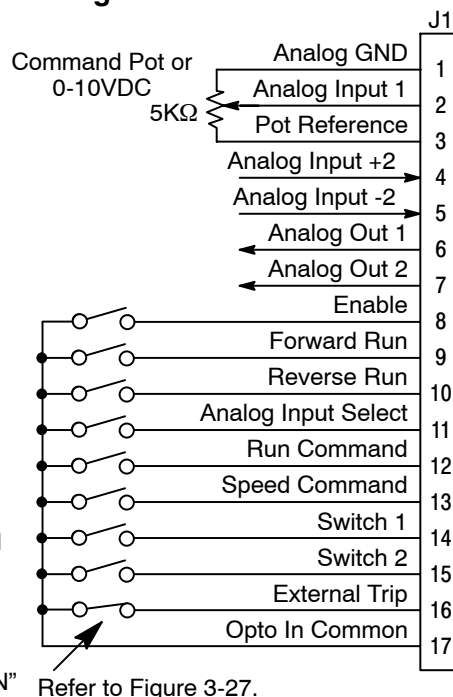 J1
Command Pot or
0-10VDC
5KΩ
Analog GND 1
Analog Input 1 2
Pot Reference 3
Analog Input +2 4
Analog Input -2 5
Analog Out 1 6
Analog Out 2 7
Enable 8
Forward Run 9
Reverse Run 10
Analog Input Select 11
Run Command 12
Speed Command 13
Switch 1 14
Switch 2 15
External Trip 16
Opto In Common 17
N"
Refer to Figure 3-27.